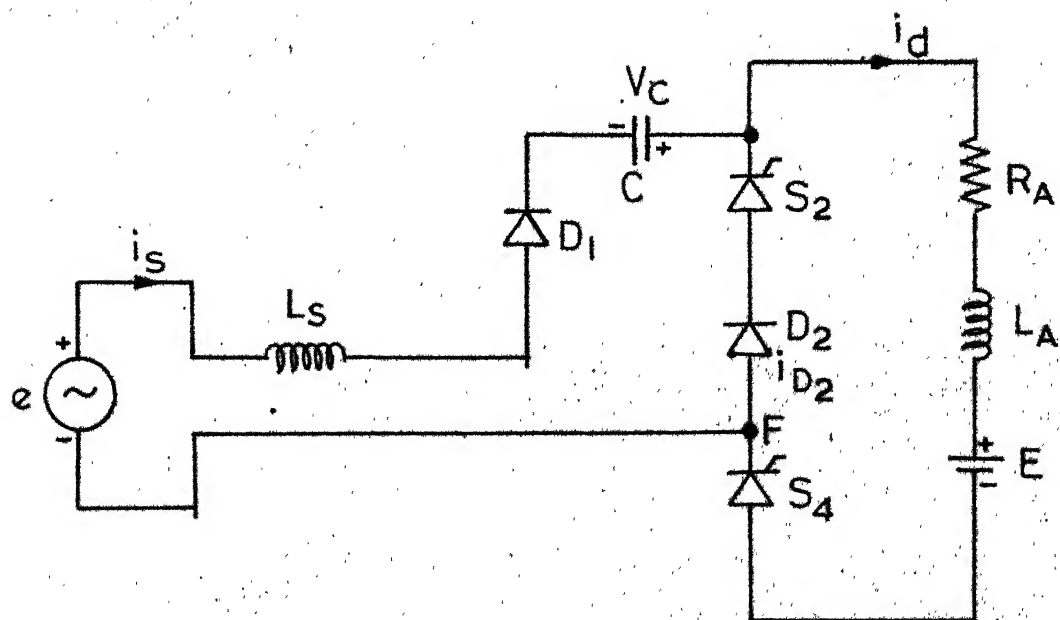 i_d
V_C
- +
C
S_2
R_A
D_1
i_S
L_S
D_2
L_A
+
e
-
i_D2
F
+
E
-
S_4